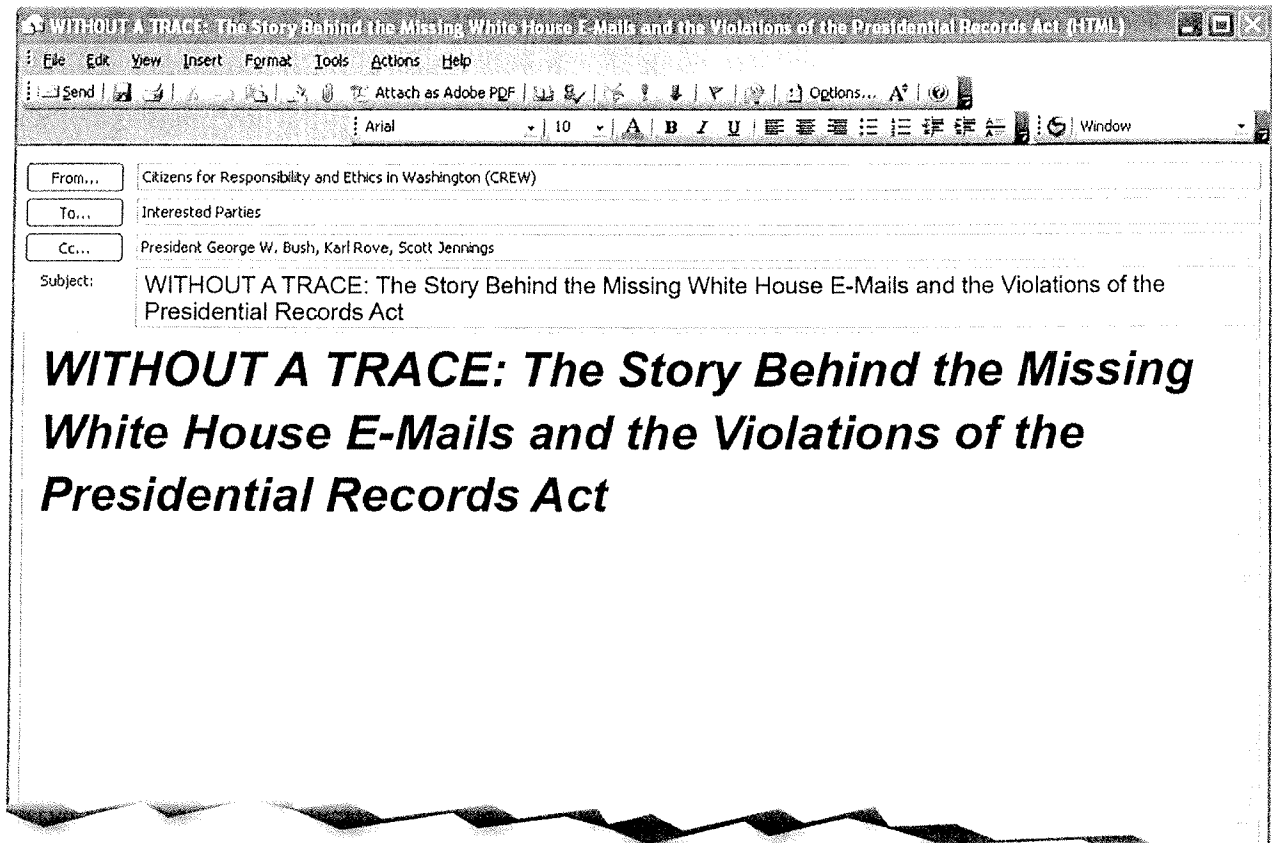 WITHOUT A TRACE: The Story Behind the Missing White House E-Mails and the Violations of the Presidential Records Act (HTML)
File Edit View Insert Format Tools Actions Help
Send Attach as Adobe PDF Options...
Arial 10 A B I U Window
From... Citizens for Responsibility and Ethics in Washington (CREW)
To... Interested Parties
Cc... President George W. Bush, Karl Rove, Scott Jennings
Subject: WITHOUT A TRACE: The Story Behind the Missing White House E-Mails and the Violations of the
Presidential Records Act
WITHOUT A TRACE: The Story Behind the Missing
White House E-Mails and the Violations of the
Presidential Records Act